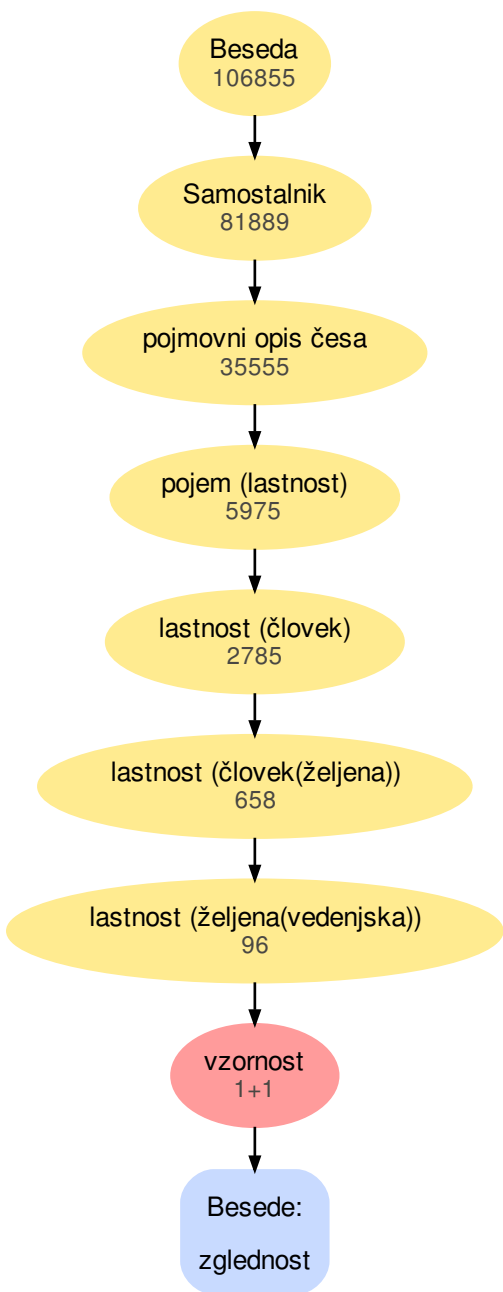 Beseda
106855
Samostalnik
81889
pojmovni opis česa
35555
pojem (lastnost)
5975
lastnost (človek)
2785
lastnost (človek(željena))
658
lastnost (željena(vedenjska))
96
vzornost
1+1
Besede:
zglednost